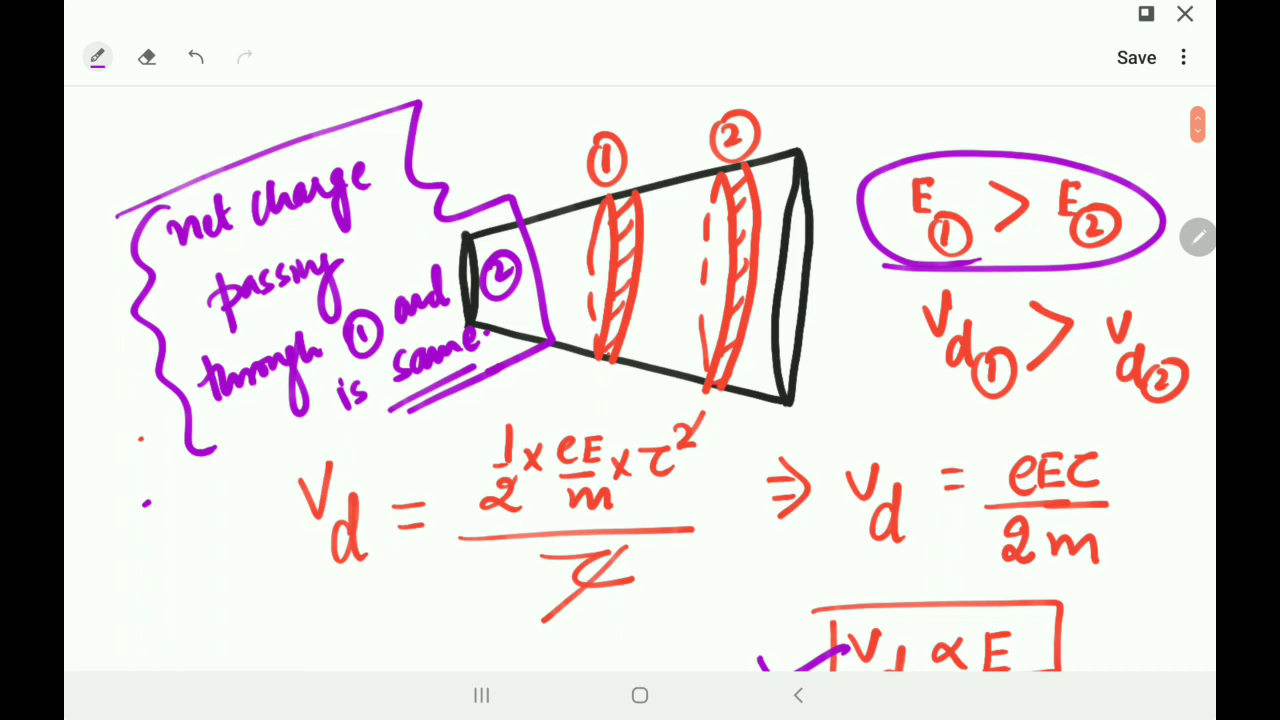 Save
net charge
passing
through ① and ②
is same.
①
②
E① > E②
Vd① > Vd②
Vd = 1/2 × eE/m × τ² / τ ⇒ Vd = eEτ / 2m
Vd ∝ E